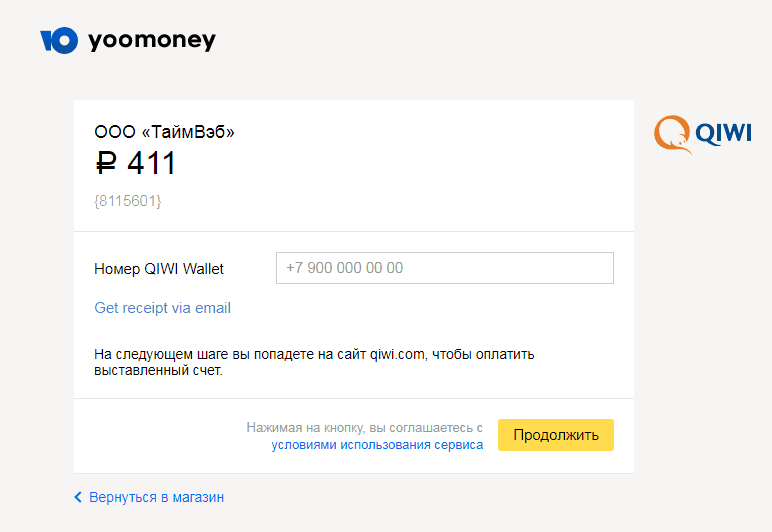 yoomoney
ООО «ТаймВэб»
QIWI
₽ 411
{8115601}
Номер QIWI Wallet
+7 900 000 00 00
Get receipt via email
На следующем шаге вы попадете на сайт qiwi.com, чтобы оплатить
выставленный счет.
Нажимая на кнопку, вы соглашаетесь с
условиями использования сервиса
Продолжить
Вернуться в магазин